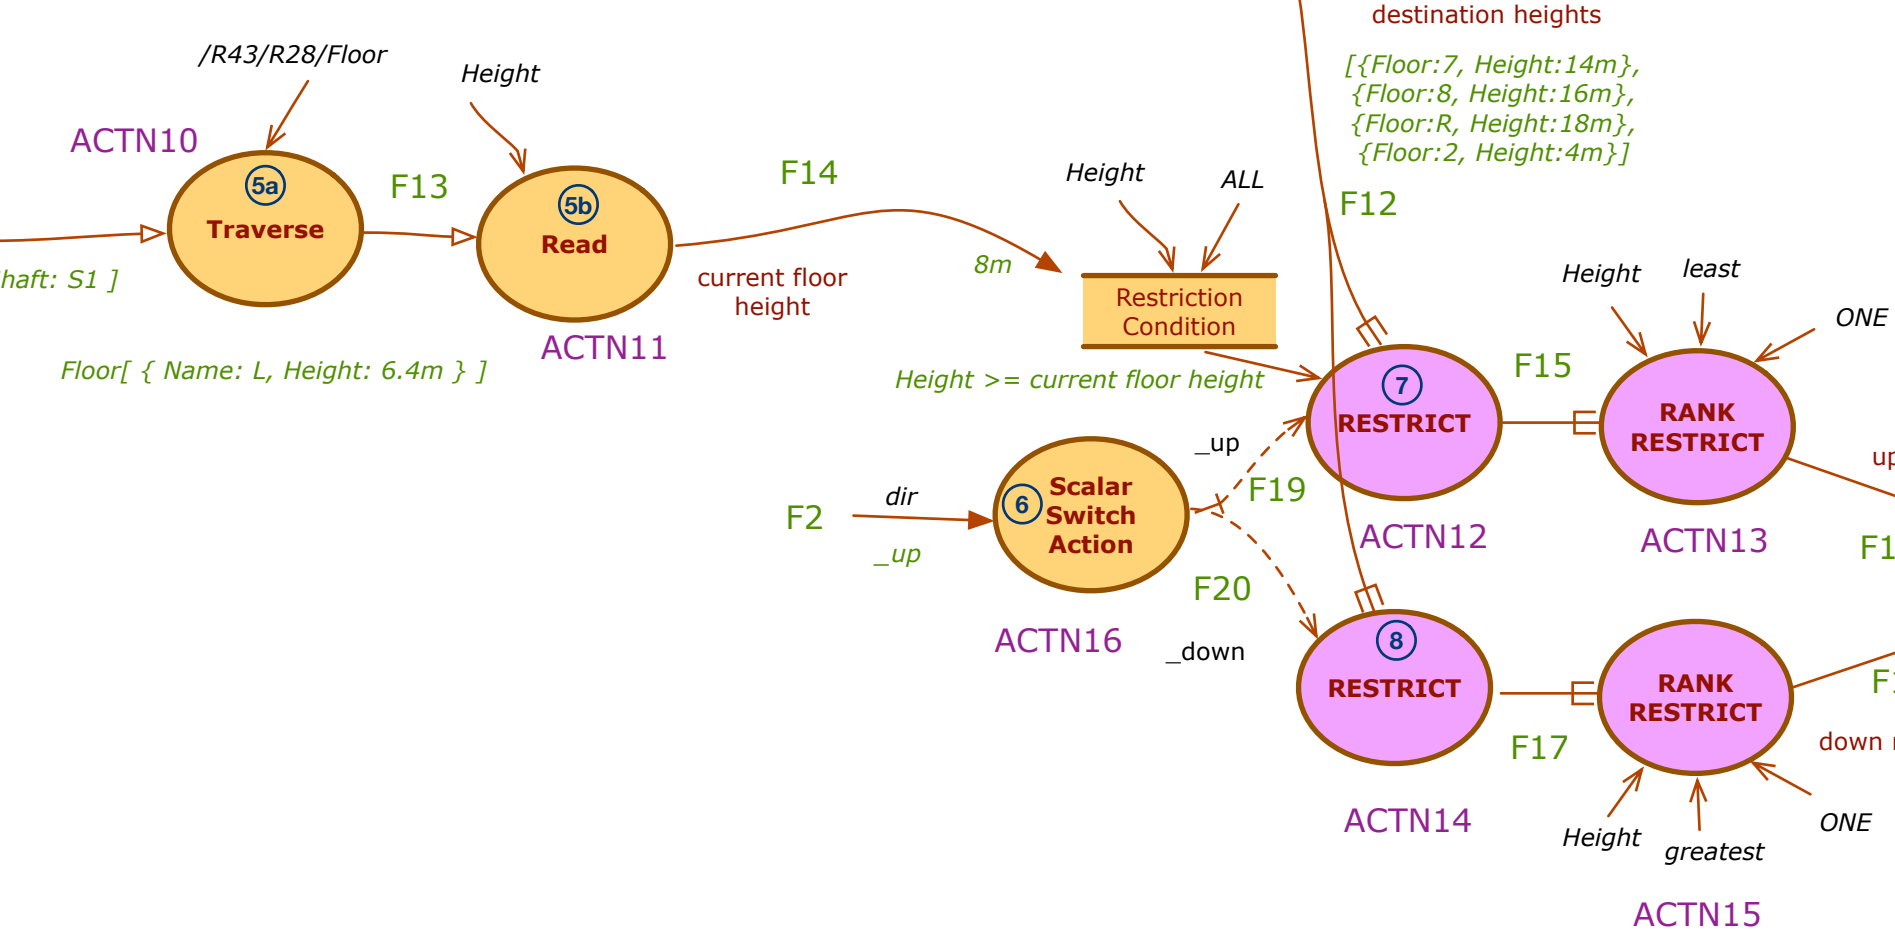 destination heights
[{Floor:7, Height:14m},
{Floor:8, Height:16m},
{Floor:R, Height:18m},
{Floor:2, Height:4m}]
/R43/R28/Floor
Height
ACTN10
5a
Traverse
F13
5b
Read
F14
Height
ALL
F12
haft: S1 ]
current floor
height
8m
Restriction
Condition
Height
least
ONE
ACTN11
Floor[ { Name: L, Height: 6.4m } ]
Height >= current floor height
7
RESTRICT
F15
RANK
RESTRICT
up
_up
F19
ACTN12
ACTN13
F1
F2
dir
_up
6
Scalar
Switch
Action
F20
ACTN16
_down
8
RESTRICT
F17
RANK
RESTRICT
F
down
ACTN14
Height
greatest
ONE
ACTN15